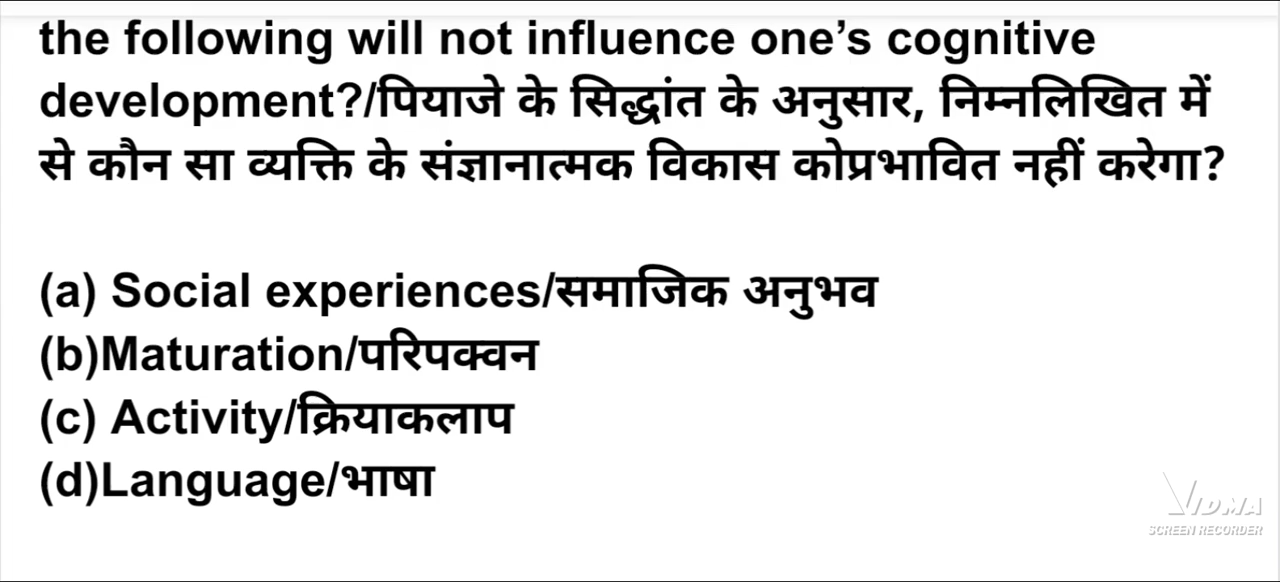 the following will not influence one’s cognitive
development?/पियाजे के सिद्धांत के अनुसार, निम्नलिखित में
से कौन सा व्यक्ति के संज्ञानात्मक विकास कोप्रभावित नहीं करेगा?
(a) Social experiences/समाजिक अनुभव
(b)Maturation/परिपक्वन
(c) Activity/क्रियाकलाप
(d)Language/भाषा
VIDMA
SCREEN RECORDER